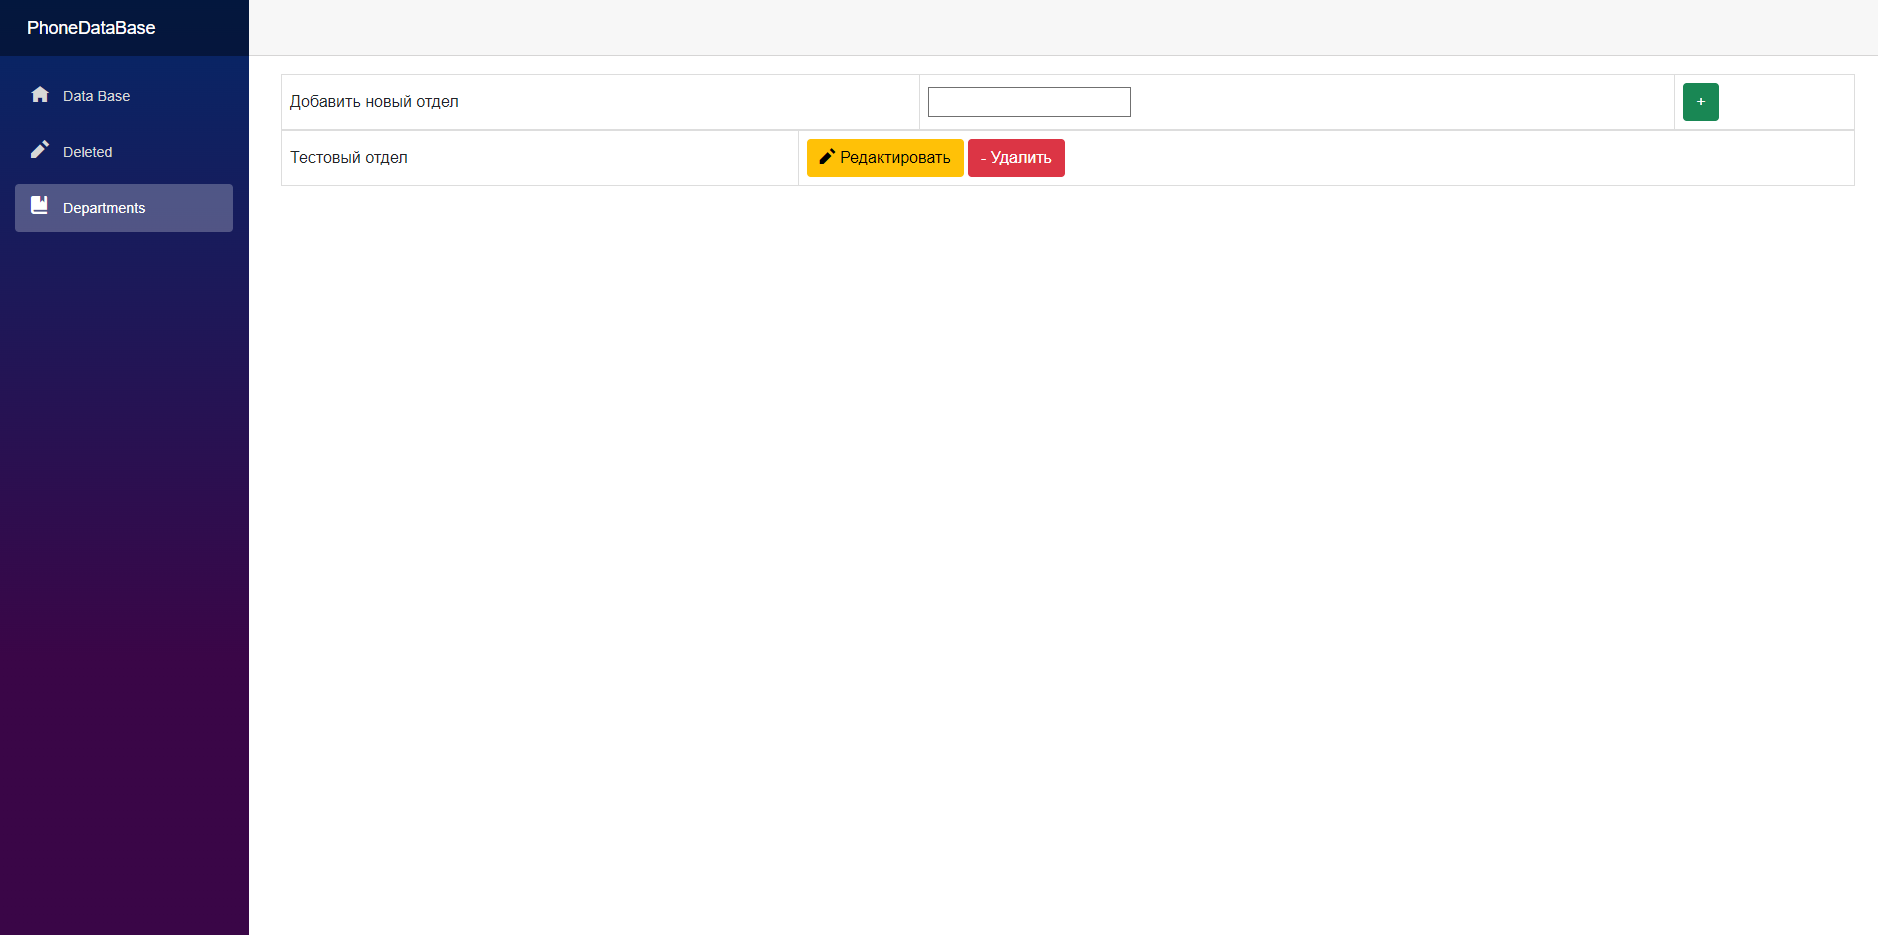 PhoneDataBase
Data Base
Deleted
Departments
Добавить новый отдел +
Тестовый отдел Редактировать - Удалить